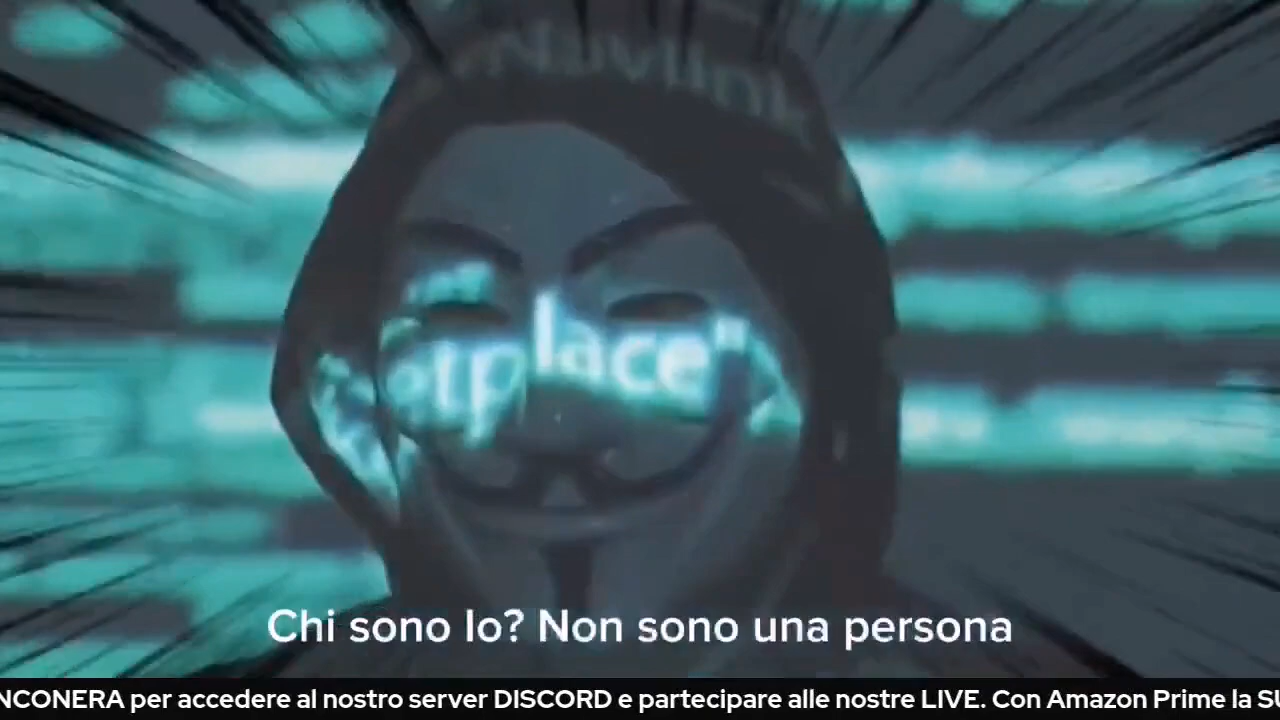 etplace"
Chi sono Io? Non sono una persona
NCONERA per accedere al nostro server DISCORD e partecipare alle nostre LIVE. Con Amazon Prime la SU